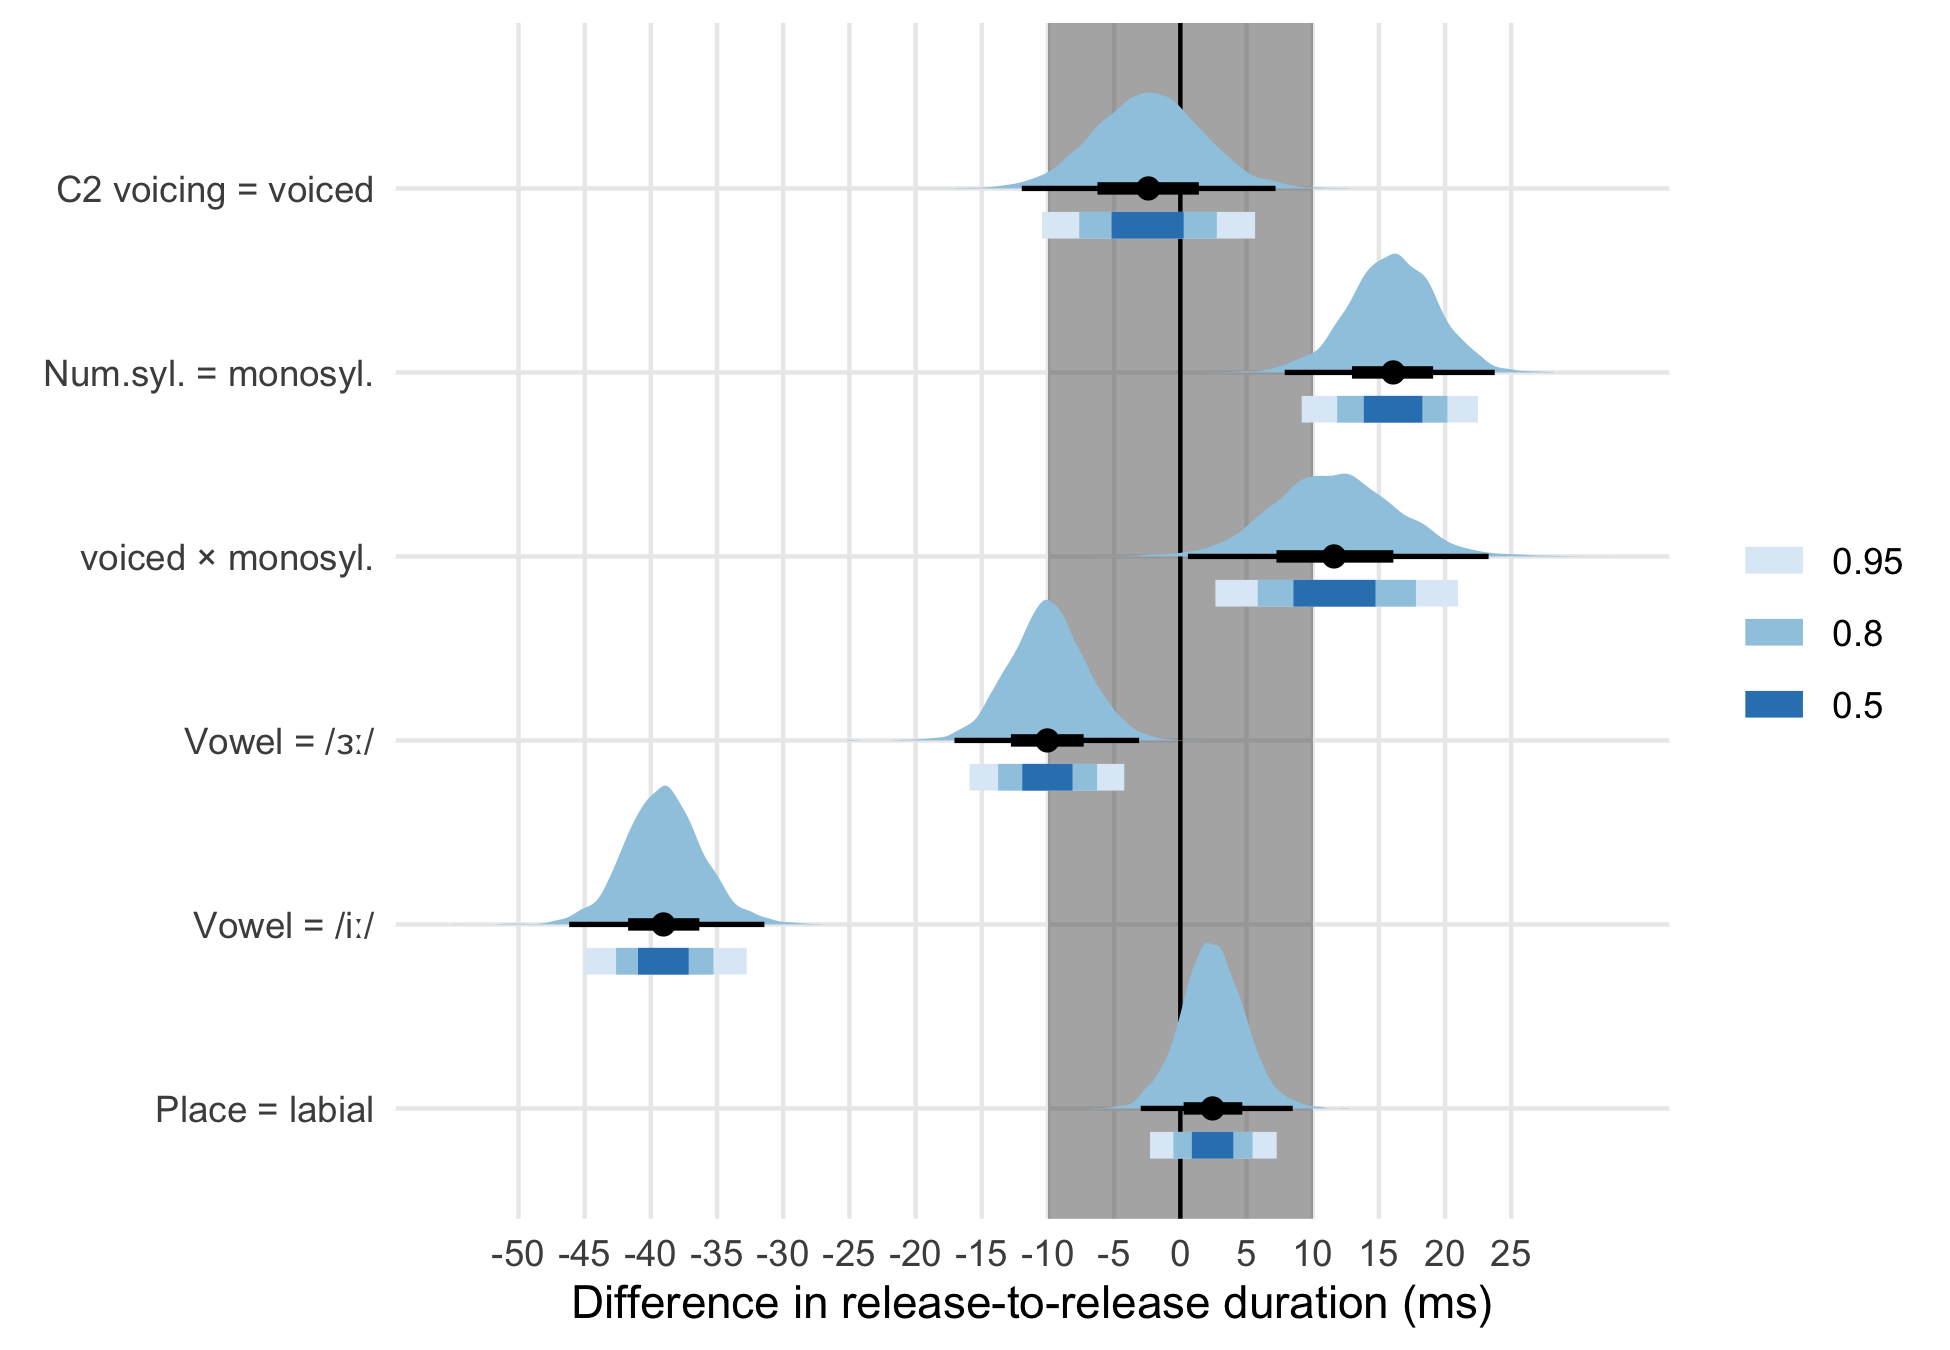 C2 voicing = voiced
Num.syl. = monosyl.
voiced × monosyl.
Vowel = /ɜː/
Vowel = /iː/
Place = labial
0.95
0.8
0.5
-50 -45 -40 -35 -30 -25 -20 -15 -10 -5 0 5 10 15 20 25
Difference in release-to-release duration (ms)